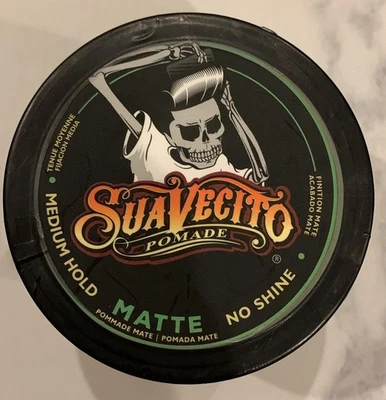 TENUE MOYENNE
FIJACIÓN MEDIA
FINITION MATE
ACABADO MATE
SUAVECITO
POMADE
®
MEDIUM HOLD
MATTE
NO SHINE
POMMADE MATE | POMADA MATE